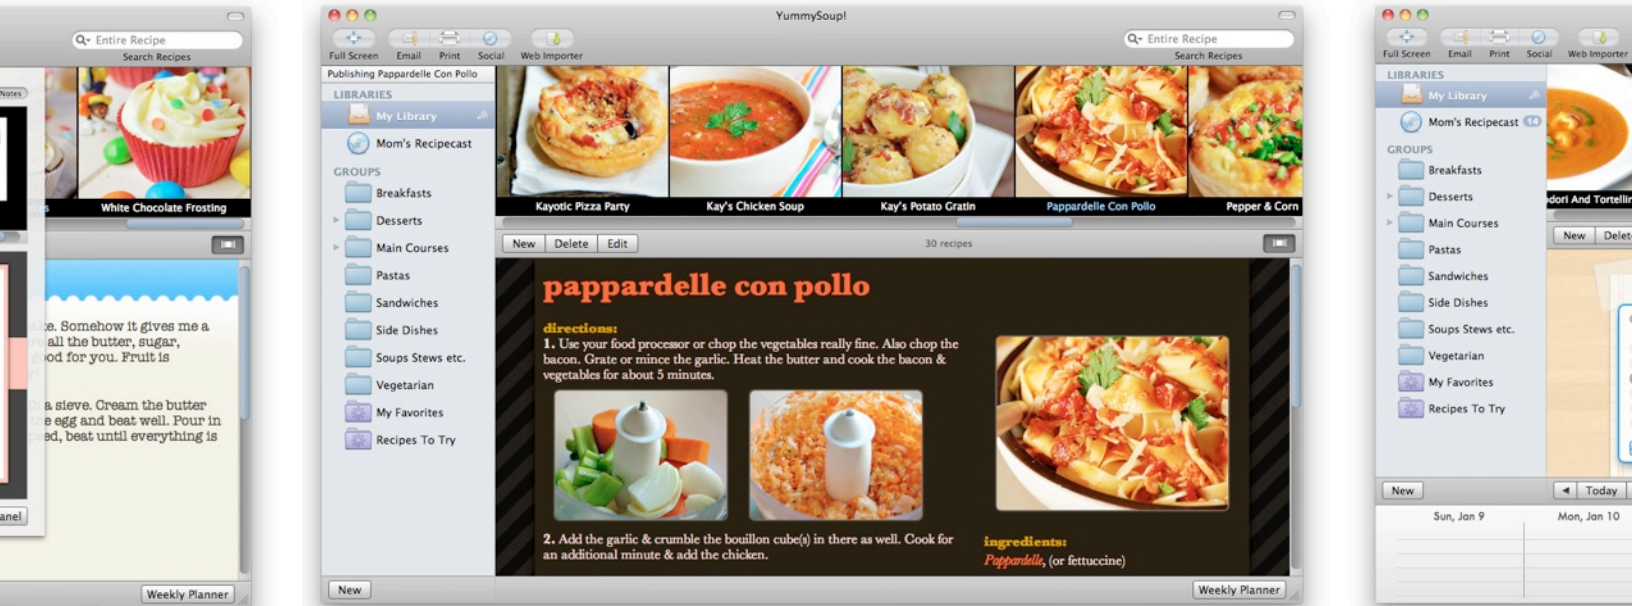 Entire Recipe
Search Recipes
Notes
White Chocolate Frosting
ke. Somehow it gives me a
all the butter, sugar,
good for you. Fruit is
a sieve. Cream the butter
the egg and beat well. Pour in
ed, beat until everything is
anel
Weekly Planner
YummySoup!
Full Screen
Email
Print
Social
Web Importer
Entire Recipe
Search Recipes
Publishing Pappardelle Con Pollo
LIBRARIES
My Library
Mom's Recipecast
GROUPS
Breakfasts
Desserts
Main Courses
Pastas
Sandwiches
Side Dishes
Soups Stews etc.
Vegetarian
My Favorites
Recipes To Try
New
Kayotic Pizza Party
Kay's Chicken Soup
Kay's Potato Gratin
Pappardelle Con Pollo
Pepper & Corn
New
Delete
Edit
30 recipes
pappardelle con pollo
directions:
1. Use your food processor or chop the vegetables really fine. Also chop the
bacon. Grate or mince the garlic. Heat the butter and cook the bacon &
vegetables for about 5 minutes.
2. Add the garlic & crumble the bouillon cube(s) in there as well. Cook for
an additional minute & add the chicken.
ingredients:
Pappardelle, (or fettuccine)
Weekly Planner
Full Screen
Email
Print
Social
Web Importer
LIBRARIES
My Library
Mom's Recipecast 14
GROUPS
Breakfasts
Desserts
Main Courses
Pastas
Sandwiches
Side Dishes
Soups Stews etc.
Vegetarian
My Favorites
Recipes To Try
New
dori And Tortellin
New
Delet
Today
Sun, Jan 9
Mon, Jan 10